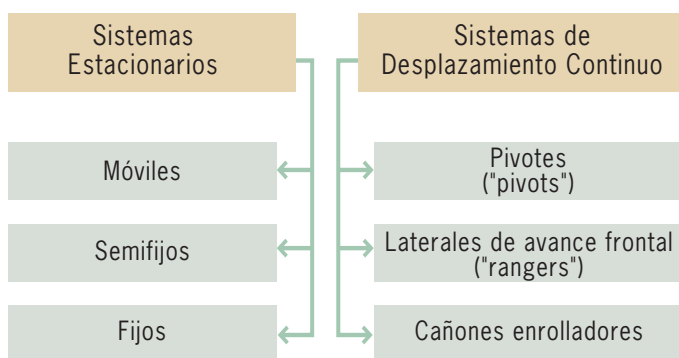 Sistemas
Estacionarios
Móviles
Semifijos
Fijos
Sistemas de
Desplazamiento Continuo
Pivotes
("pivots")
Laterales de avance frontal
("rangers")
Cañones enrolladores